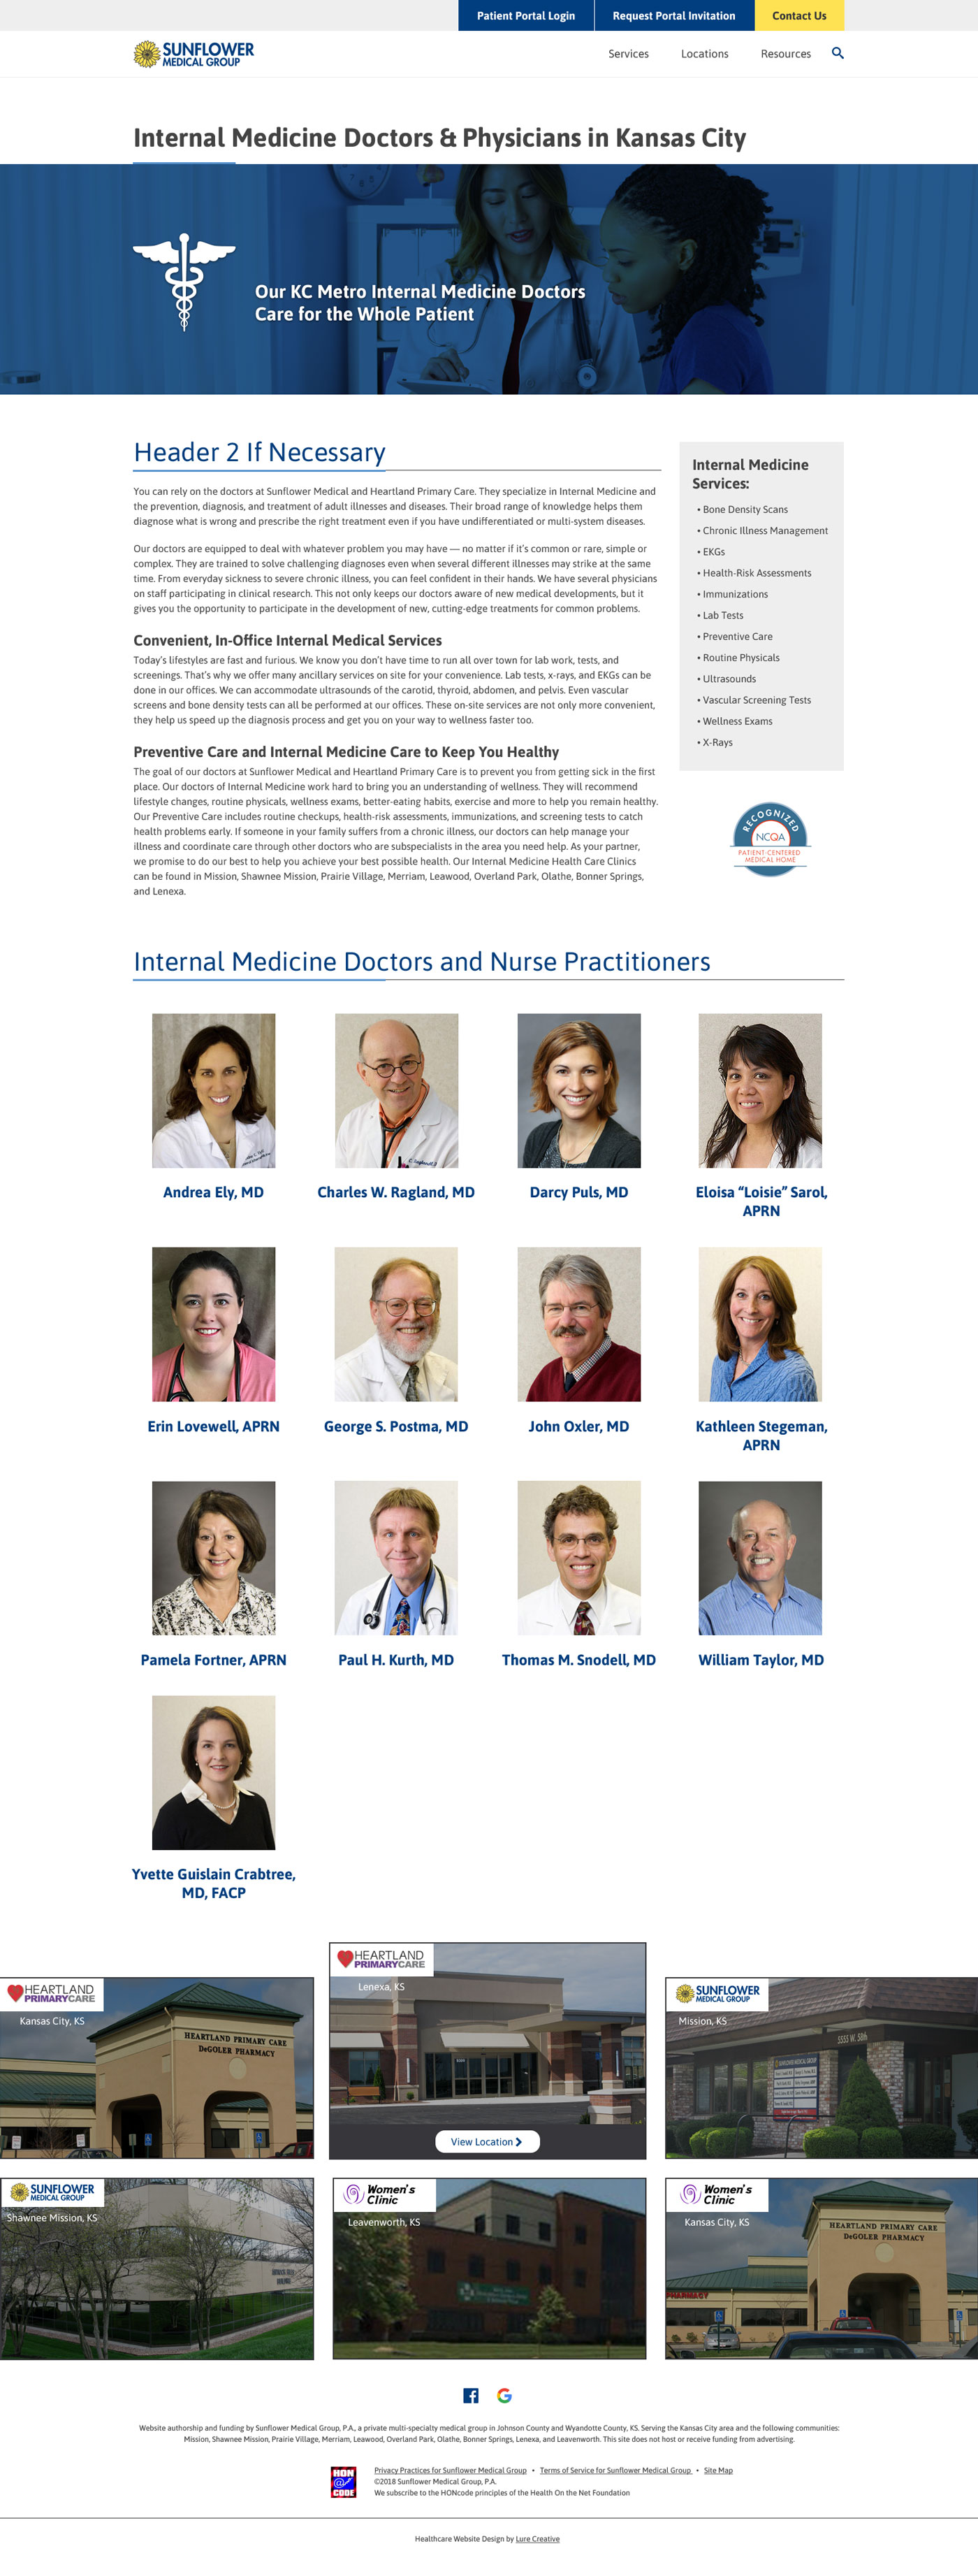 Patient Portal Login
Request Portal Invitation
Contact Us
SUNFLOWER
MEDICAL GROUP
Services
Locations
Resources
Internal Medicine Doctors & Physicians in Kansas City
Our KC Metro Internal Medicine Doctors
Care for the Whole Patient
Header 2 If Necessary
You can rely on the doctors at Sunflower Medical and Heartland Primary Care. They specialize in Internal Medicine and
the prevention, diagnosis, and treatment of adult illnesses and diseases. Their broad range of knowledge helps them
diagnose what is wrong and prescribe the right treatment even if you have undifferentiated or multi-system diseases.
Our doctors are equipped to deal with whatever problem you may have — no matter if it's common or rare, simple or
complex. They are trained to solve challenging diagnoses even when several different illnesses may strike at the same
time. From everyday sickness to severe chronic illness, you can feel confident in their hands. We have several physicians
on staff participating in clinical research. This not only keeps our doctors aware of new medical developments, but it
gives you the opportunity to participate in the development of new, cutting-edge treatments for common problems.
Convenient, In-Office Internal Medical Services
Today's lifestyles are fast and furious. We know you don't have time to run all over town for lab work, tests, and
screenings. That's why we offer many ancillary services on site for your convenience. Lab tests, x-rays, and EKGs can be
done in our offices. We can accommodate ultrasounds of the carotid, thyroid, abdomen, and pelvis. Even vascular
screens and bone density tests can all be performed at our offices. These on-site services are not only more convenient,
they help us speed up the diagnosis process and get you on your way to wellness faster too.
Preventive Care and Internal Medicine Care to Keep You Healthy
The goal of our doctors at Sunflower Medical and Heartland Primary Care is to prevent you from getting sick in the first
place. Our doctors of Internal Medicine work hard to bring you an understanding of wellness. They will recommend
lifestyle changes, routine physicals, wellness exams, better-eating habits, exercise and more to help you remain healthy.
Our Preventive Care includes routine checkups, health-risk assessments, immunizations, and screening tests to catch
health problems early. If someone in your family suffers from a chronic illness, our doctors can help manage your
illness and coordinate care through other doctors who are subspecialists in the area you need help. As your partner,
we promise to do our best to help you achieve your best possible health. Our Internal Medicine Health Care Clinics
can be found in Mission, Shawnee Mission, Prairie Village, Merriam, Leawood, Overland Park, Olathe, Bonner Springs,
and Lenexa.
Internal Medicine
Services:
• Bone Density Scans
• Chronic Illness Management
• EKGs
• Health-Risk Assessments
• Immunizations
• Lab Tests
• Preventive Care
• Routine Physicals
• Ultrasounds
• Vascular Screening Tests
• Wellness Exams
• X-Rays
RECOGNIZED
NCQA
PATIENT-CENTERED
MEDICAL HOME
Internal Medicine Doctors and Nurse Practitioners
Andrea Ely, MD
Charles W. Ragland, MD
Darcy Puls, MD
Eloisa “Loisie” Sarol,
APRN
Erin Lovewell, APRN
George S. Postma, MD
John Oxler, MD
Kathleen Stegeman,
APRN
Pamela Fortner, APRN
Paul H. Kurth, MD
Thomas M. Snodell, MD
William Taylor, MD
Yvette Guislain Crabtree,
MD, FACP
HEARTLAND
PRIMARYCARE
Kansas City, KS
HEARTLAND PRIMARY CARE
DeGOLER PHARMACY
HEARTLAND
PRIMARYCARE
Lenexa, KS
View Location
SUNFLOWER
MEDICAL GROUP
Mission, KS
5555 W. 58th
SUNFLOWER
MEDICAL GROUP
Shawnee Mission, KS
Women's
Clinic
Leavenworth, KS
Women's
Clinic
Kansas City, KS
HEARTLAND PRIMARY CARE
DeGOLER PHARMACY
PHARMACY
Website authorship and funding by Sunflower Medical Group, P.A., a private multi-specialty medical group in Johnson County and Wyandotte County, KS. Serving the Kansas City area and the following communities:
Mission, Shawnee Mission, Prairie Village, Merriam, Leawood, Overland Park, Olathe, Bonner Springs, Lenexa, and Leavenworth. This site does not host or receive funding from advertising.
HON
@
CODE
Privacy Practices for Sunflower Medical Group • Terms of Service for Sunflower Medical Group • Site Map
©2018 Sunflower Medical Group, P.A.
We subscribe to the HONcode principles of the Health On the Net Foundation
Healthcare Website Design by Lure Creative